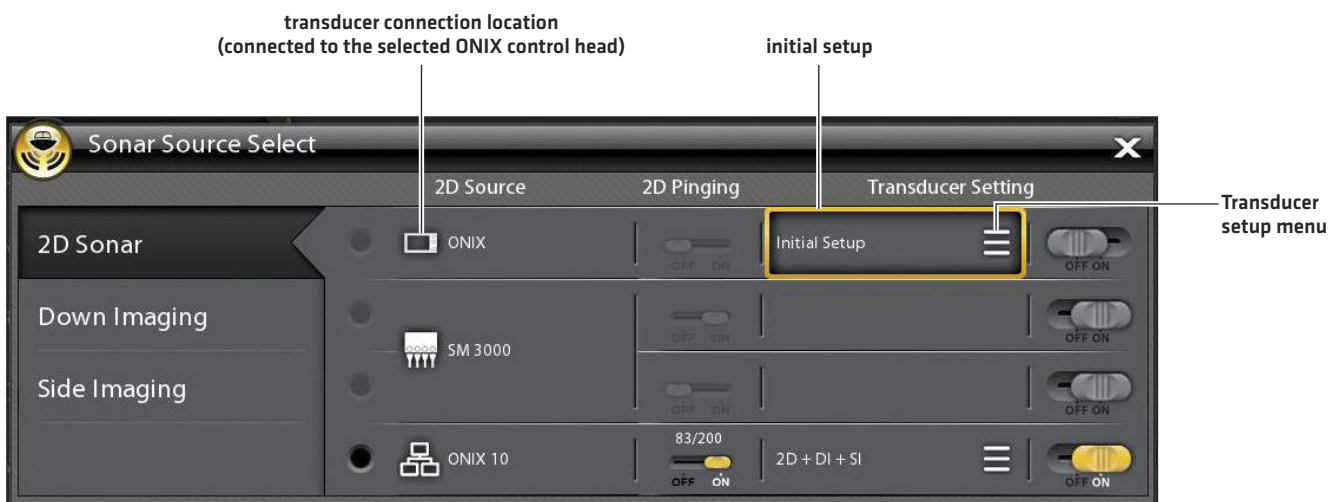 transducer connection location
(connected to the selected ONIX control head)
initial setup
Sonar Source Select
X
2D Source 2D Pinging Transducer Setting
Transducer
setup menu
2D Sonar
ONIX
OFF ON
Initial Setup
OFF ON
Down Imaging
OFF ON
OFF ON
SM 3000
Side Imaging
OFF ON
OFF ON
83/200
ONIX 10
OFF ON
2D + DI + SI
OFF ON